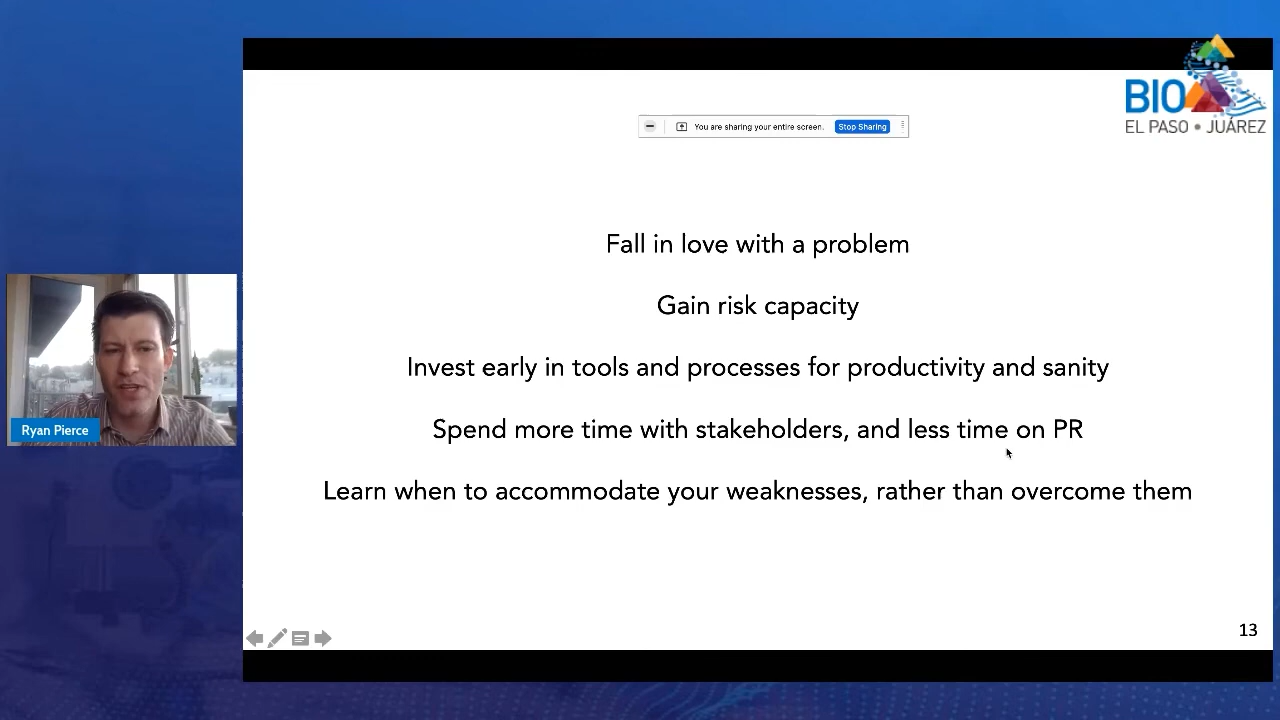 BIO
EL PASO • JUÁREZ
You are sharing your entire screen. Stop Sharing
Fall in love with a problem
Gain risk capacity
Invest early in tools and processes for productivity and sanity
Spend more time with stakeholders, and less time on PR
Learn when to accommodate your weaknesses, rather than overcome them
Ryan Pierce
13